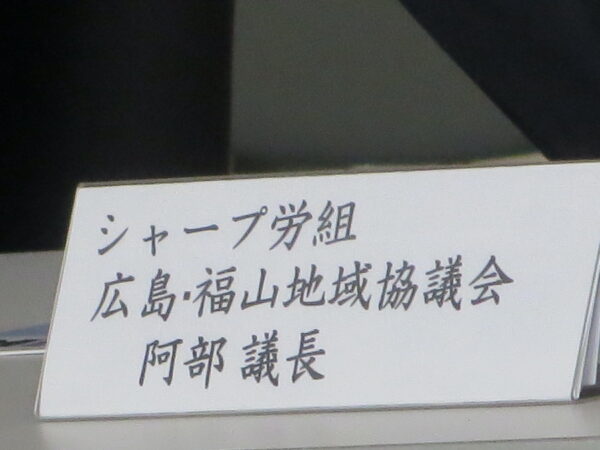 シャープ労組
広島・福山地域協議会
阿部議長